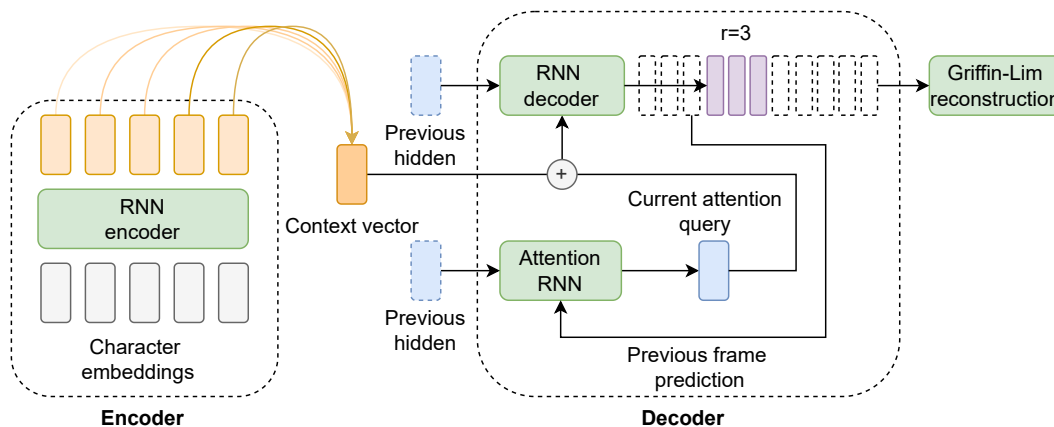 r=3
RNN
decoder
Griffin-Lim
reconstruction
Previous
hidden
+
RNN
encoder
Context vector
Current attention
query
Attention
RNN
Previous
hidden
Character
embeddings
Previous frame
prediction
Encoder
Decoder